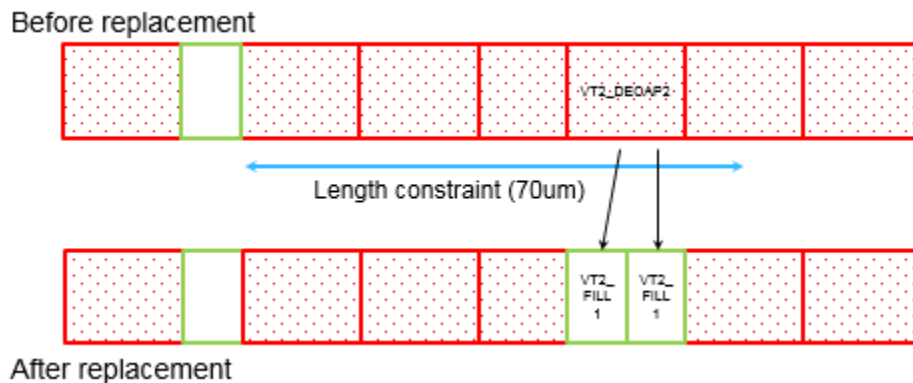 Before replacement
VT2_DEOAP2
Length constraint (70um)
VT2_
FILL
1
VT2_
FILL
1
After replacement